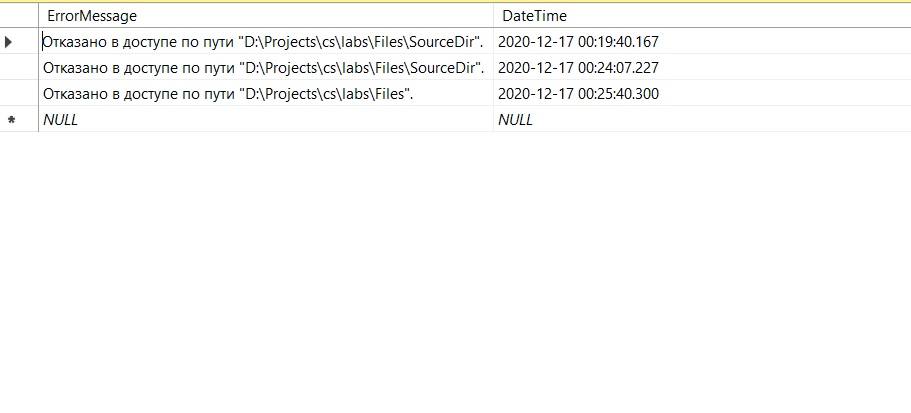 ErrorMessage DateTime
Отказано в доступе по пути "D:\Projects\cs\labs\Files\SourceDir". 2020-12-17 00:19:40.167
Отказано в доступе по пути "D:\Projects\cs\labs\Files\SourceDir". 2020-12-17 00:24:07.227
Отказано в доступе по пути "D:\Projects\cs\labs\Files". 2020-12-17 00:25:40.300
NULL NULL